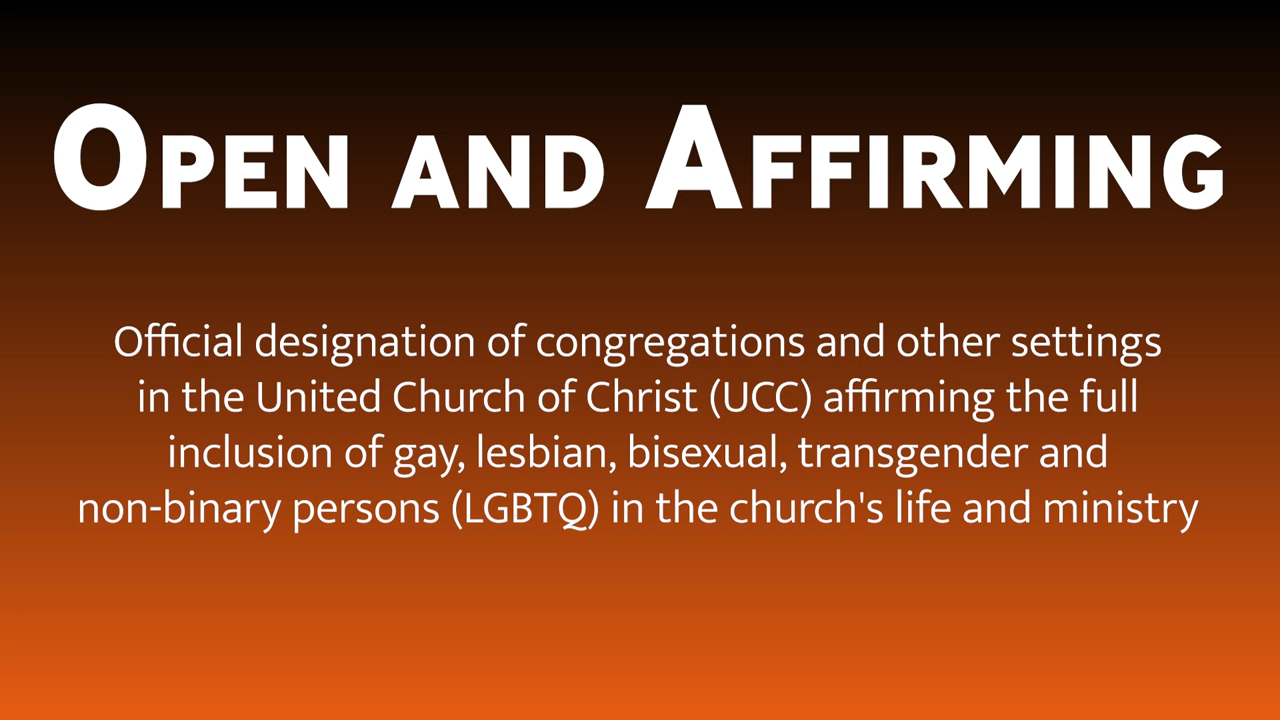 Open and Affirming
Official designation of congregations and other settings
in the United Church of Christ (UCC) affirming the full
inclusion of gay, lesbian, bisexual, transgender and
non-binary persons (LGBTQ) in the church's life and ministry